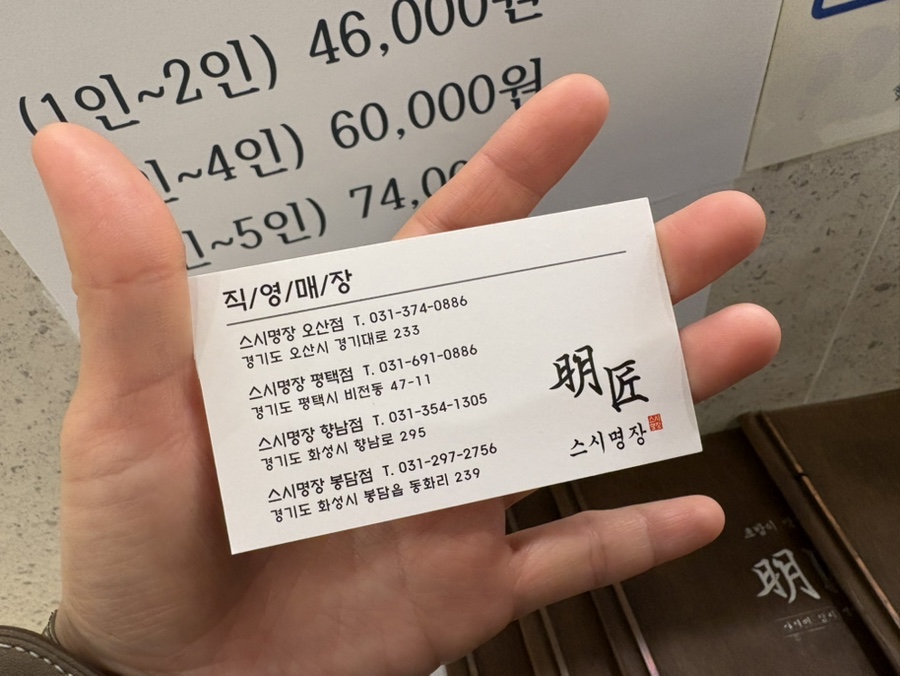 (1인~2인) 46,000원
~4인) 60,000원
~5인) 74,00
직/영/매/장
스시명장 오산점 T. 031-374-0886
경기도 오산시 경기대로 233
스시명장 평택점 T. 031-691-0886
경기도 평택시 비전동 47-11
스시명장 향남점 T. 031-354-1305
경기도 화성시 향남로 295
스시명장 봉담점 T. 031-297-2756
경기도 화성시 봉담읍 동화리 239
明匠
스시명장
明